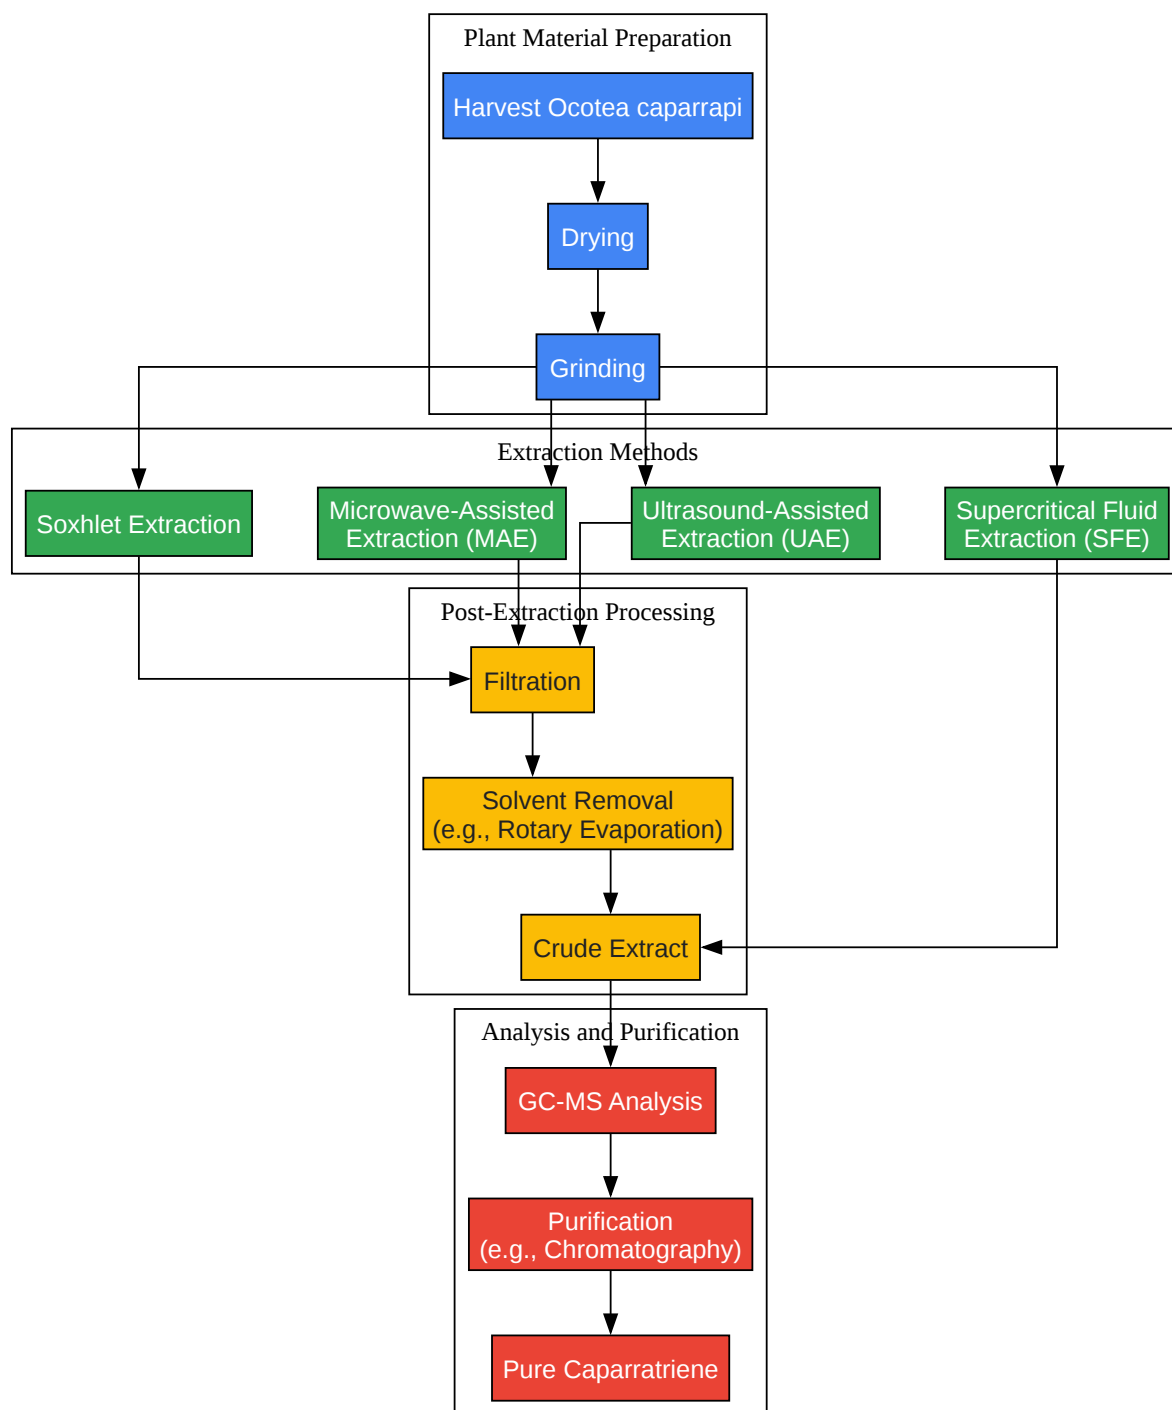 Plant Material Preparation
Harvest Ocotea caparrapi
Drying
Grinding
Extraction Methods
Soxhlet Extraction
Microwave-Assisted
Extraction (MAE)
Ultrasound-Assisted
Extraction (UAE)
Supercritical Fluid
Extraction (SFE)
Post-Extraction Processing
Filtration
Solvent Removal
(e.g., Rotary Evaporation)
Crude Extract
Analysis and Purification
GC-MS Analysis
Purification
(e.g., Chromatography)
Pure Caparratriene